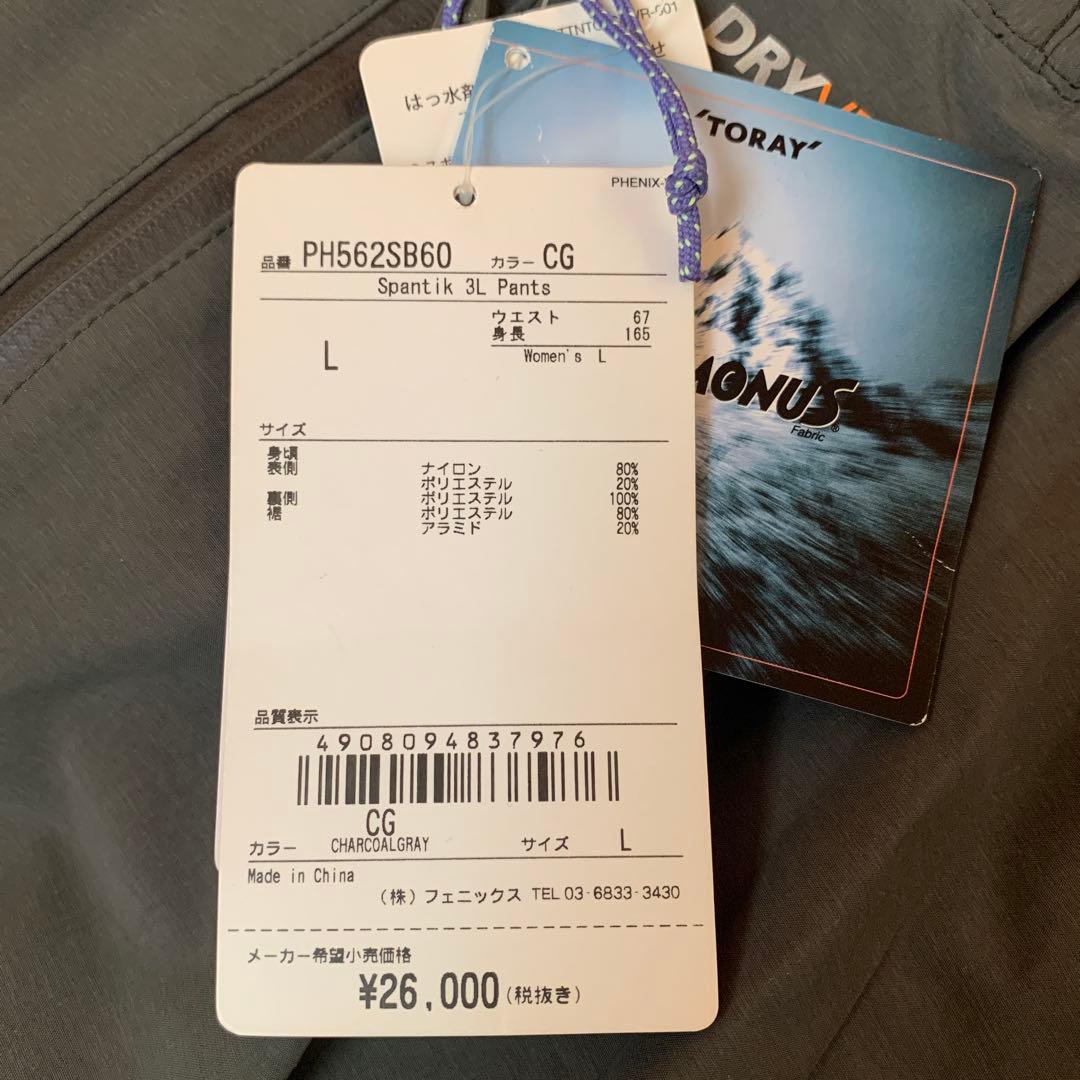 はっ水
DRY
'TORAY'
MONUS®
Fabric
PHENIX-
品番 PH562SB60 カラー CG
Spantik 3L Pants
ウエスト 67
身長 165
L
Women's L
サイズ
身頃
表側 ナイロン 80%
ポリエステル 20%
裏側 ポリエステル 100%
裾 ポリエステル 80%
アラミド 20%
品質表示
4908094837976
CG
カラー CHARCOALGRAY サイズ L
Made in China
(株) フェニックス TEL 03-6833-3430
メーカー希望小売価格
¥26,000 (税抜き)